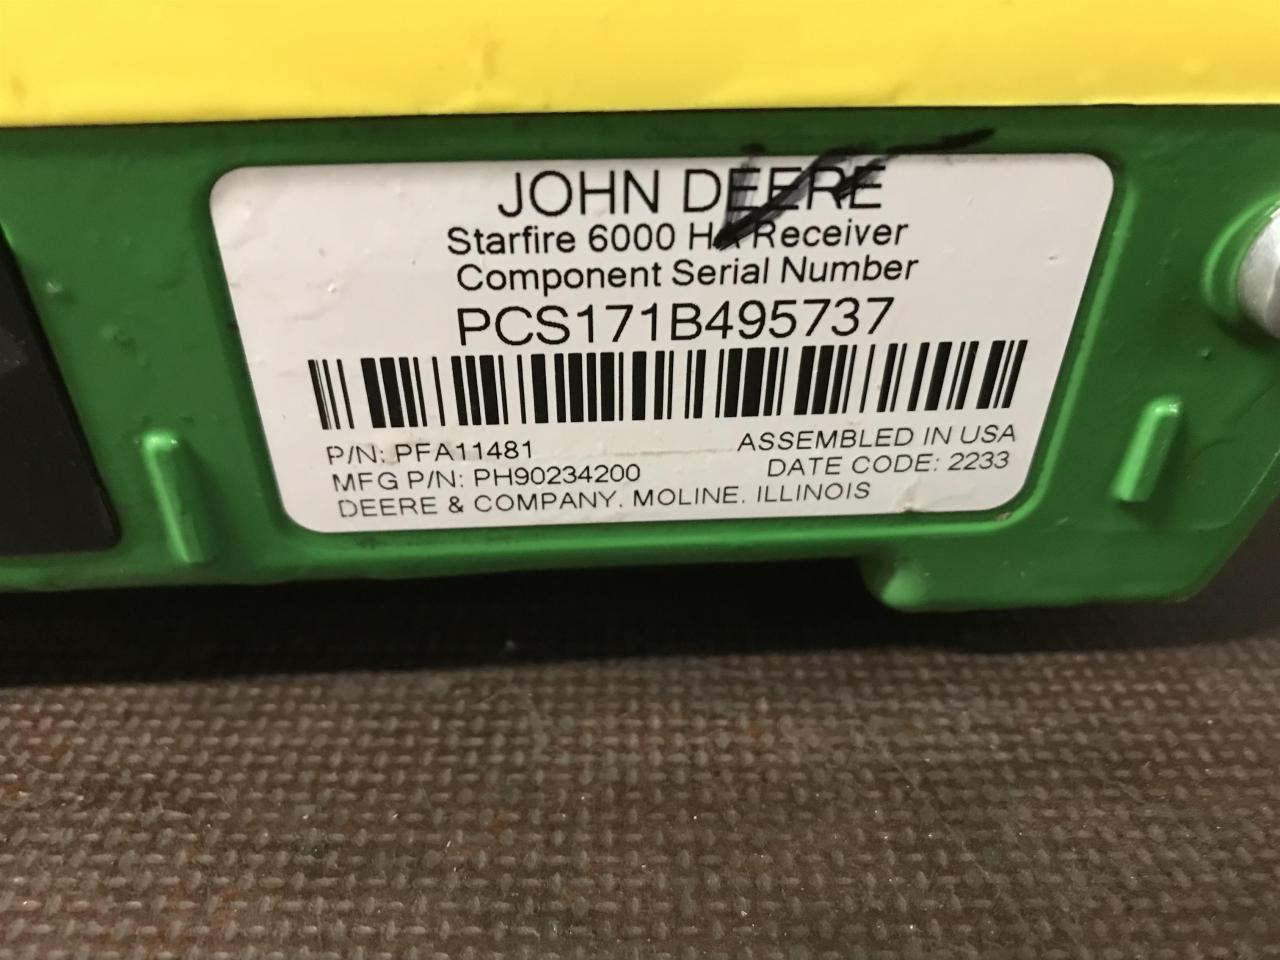 JOHN DEERE
Starfire 6000 HA Receiver
Component Serial Number
PCS171B495737
P/N: PFA11481
ASSEMBLED IN USA
MFG P/N: PH90234200
DATE CODE: 2233
DEERE & COMPANY. MOLINE. ILLINOIS